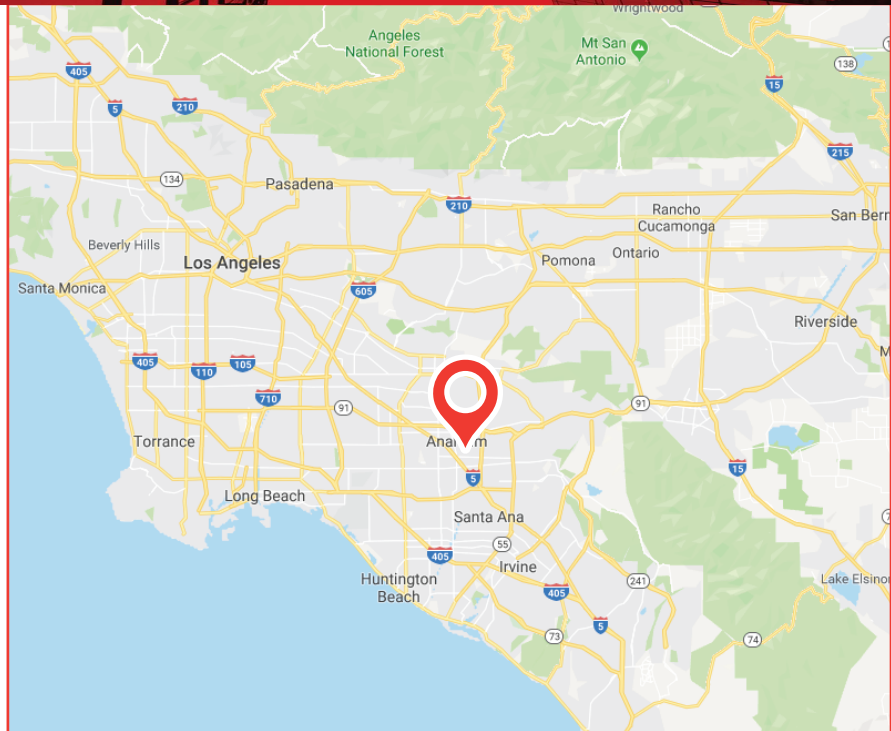 Wrightwood
Angeles
National Forest
Mt San
Antonio
405
138
15
5
210
215
134
Pasadena
210
Rancho
Cucamonga
San Bern
Beverly Hills
Los Angeles
Pomona
Ontario
Santa Monica
605
Riverside
405
110
105
710
91
91
Torrance
Anaheim
15
5
Long Beach
Santa Ana
55
405
Irvine
Huntington
Beach
405
241
Lake Elsinor
5
73
74